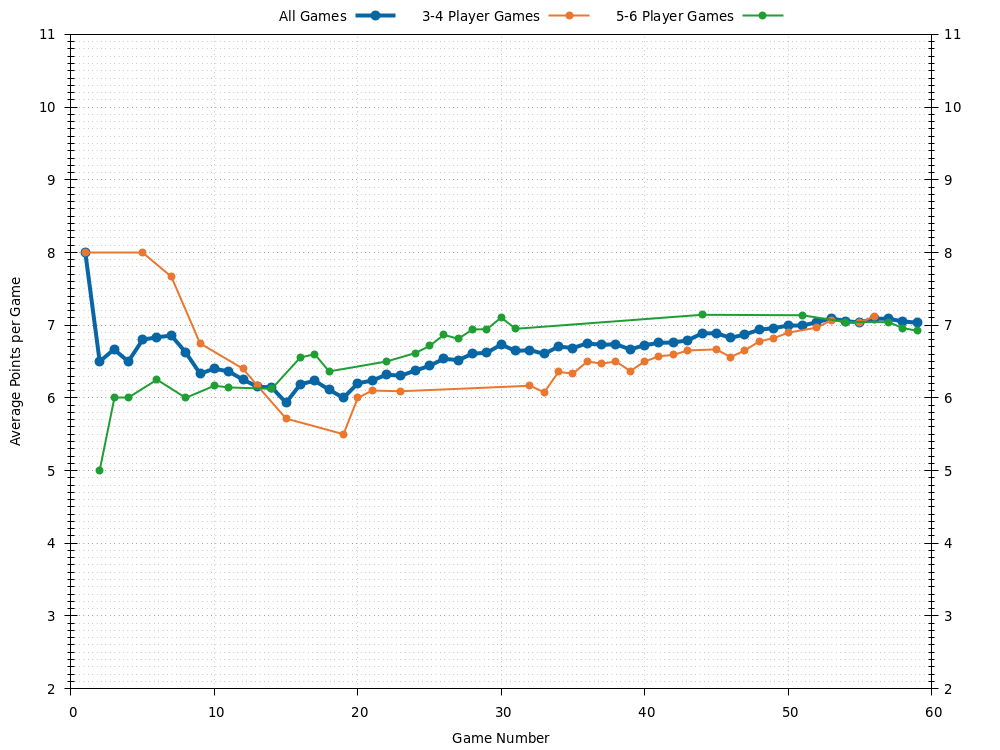 All Games 3-4 Player Games 5-6 Player Games
11 11
10 10
9 9
8 8
7 7
6 6
5 5
4 4
3 3
2 2
Average Points per Game
0 10 20 30 40 50 60
Game Number